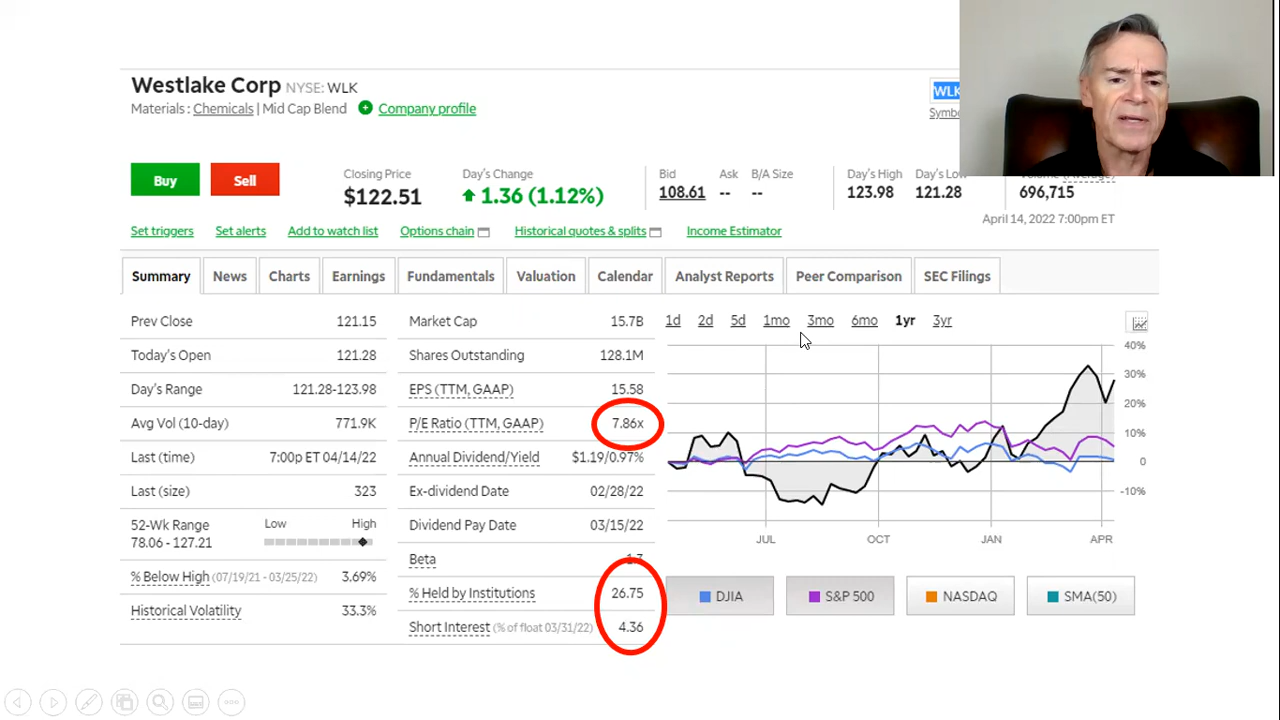 Westlake Corp NYSE: WLK
Materials : Chemicals | Mid Cap Blend + Company profile
WLK
Symbo
Buy
Sell
Closing Price
$122.51
Day's Change
1.36 (1.12%)
Bid
108.61
Ask
--
B/A Size
--
Day's High
123.98
Day's Low
121.28
Volume (Average)
696,715
April 14, 2022 7:00pm ET
Set triggers
Set alerts
Add to watch list
Options chain
Historical quotes & splits
Income Estimator
Summary
News
Charts
Earnings
Fundamentals
Valuation
Calendar
Analyst Reports
Peer Comparison
SEC Filings
Prev Close 121.15
Today's Open 121.28
Day's Range 121.28-123.98
Avg Vol (10-day) 771.9K
Last (time) 7:00p ET 04/14/22
Last (size) 323
52-Wk Range Low High
78.06 - 127.21
% Below High (07/19/21 - 03/25/22) 3.69%
Historical Volatility 33.3%
Market Cap 15.7B
Shares Outstanding 128.1M
EPS (TTM, GAAP) 15.58
P/E Ratio (TTM, GAAP) 7.86x
Annual Dividend/Yield $1.19/0.97%
Ex-dividend Date 02/28/22
Dividend Pay Date 03/15/22
Beta 1.7
% Held by Institutions 26.75
Short Interest (% of float 03/31/22) 4.36
1d 2d 5d 1mo 3mo 6mo 1yr 3yr
40%
30%
20%
10%
0
-10%
JUL OCT JAN APR
DJIA
S&P 500
NASDAQ
SMA(50)